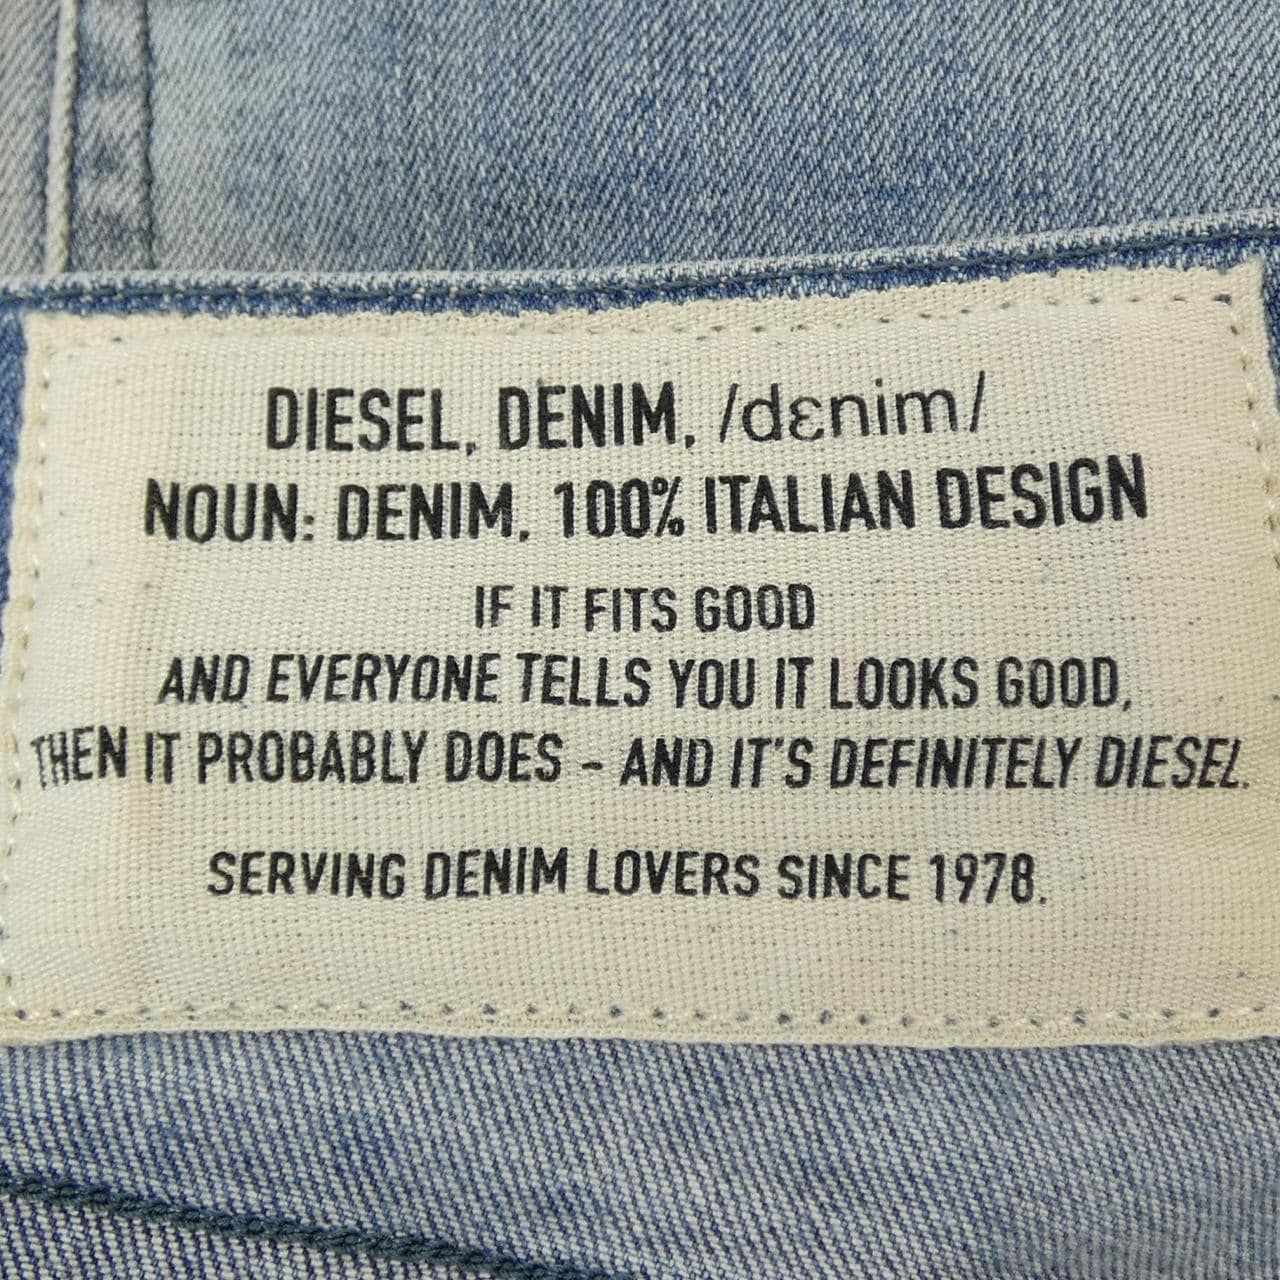 DIESEL, DENIM, /dɛnim/
NOUN: DENIM, 100% ITALIAN DESIGN
IF IT FITS GOOD
AND EVERYONE TELLS YOU IT LOOKS GOOD,
THEN IT PROBABLY DOES - AND IT'S DEFINITELY DIESEL.
SERVING DENIM LOVERS SINCE 1978.